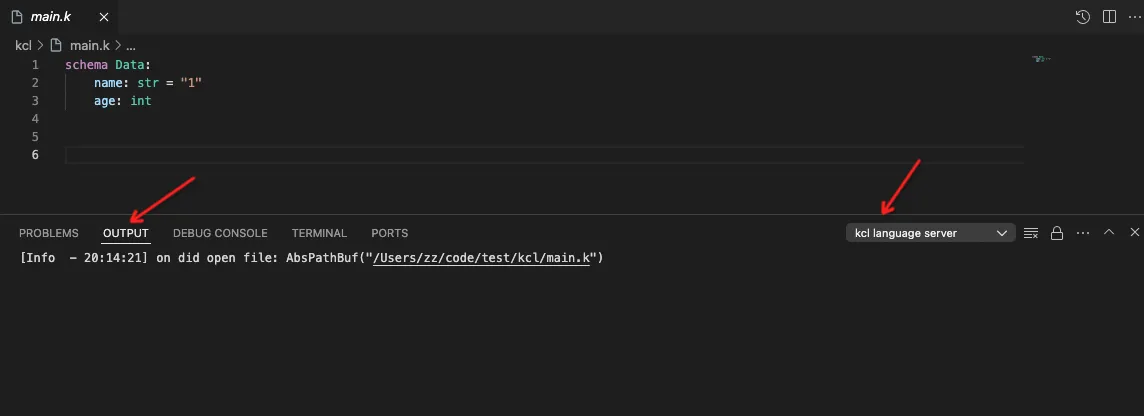 main.k
kcl > main.k > ...
1 schema Data:
2     name: str = "1"
3     age: int
4
5
6
PROBLEMS OUTPUT DEBUG CONSOLE TERMINAL PORTS kcl language server
[Info  - 20:14:21] on did open file: AbsPathBuf("/Users/zz/code/test/kcl/main.k")